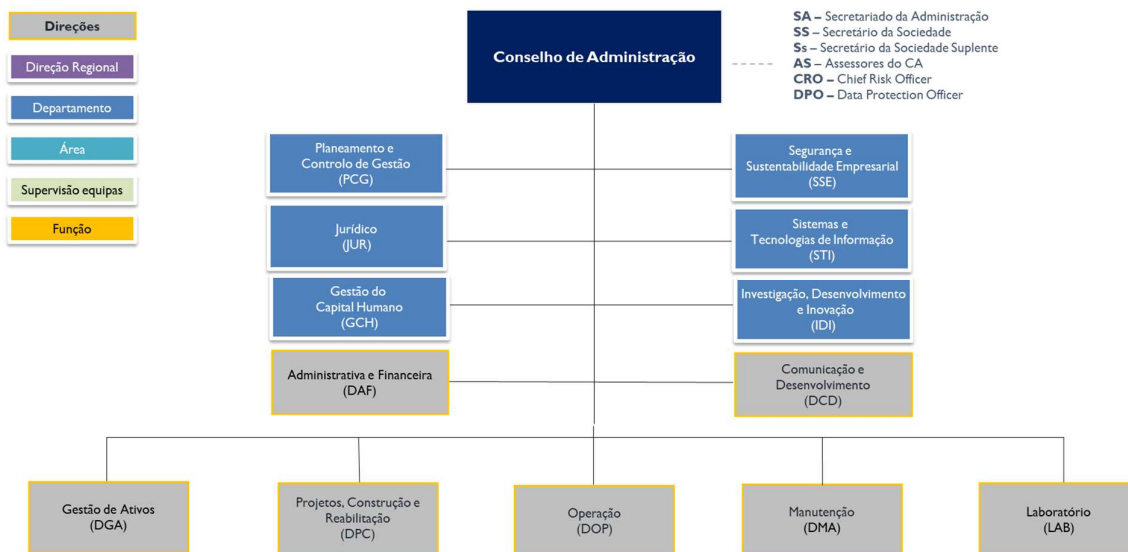 Direções
Direção Regional
Departamento
Área
Supervisão equipas
Função
Conselho de Administração
SA – Secretariado da Administração
SS – Secretário da Sociedade
Ss – Secretário da Sociedade Suplente
AS – Assessores do CA
CRO – Chief Risk Officer
DPO – Data Protection Officer
Planeamento e
Controlo de Gestão
(PCG)
Segurança e
Sustentabilidade Empresarial
(SSE)
Jurídico
(JUR)
Sistemas e
Tecnologias de Informação
(STI)
Gestão do
Capital Humano
(GCH)
Investigação, Desenvolvimento
e Inovação
(IDI)
Administrativa e Financeira
(DAF)
Comunicação e
Desenvolvimento
(DCD)
Gestão de Ativos
(DGA)
Projetos, Construção e
Reabilitação
(DPC)
Operação
(DOP)
Manutenção
(DMA)
Laboratório
(LAB)